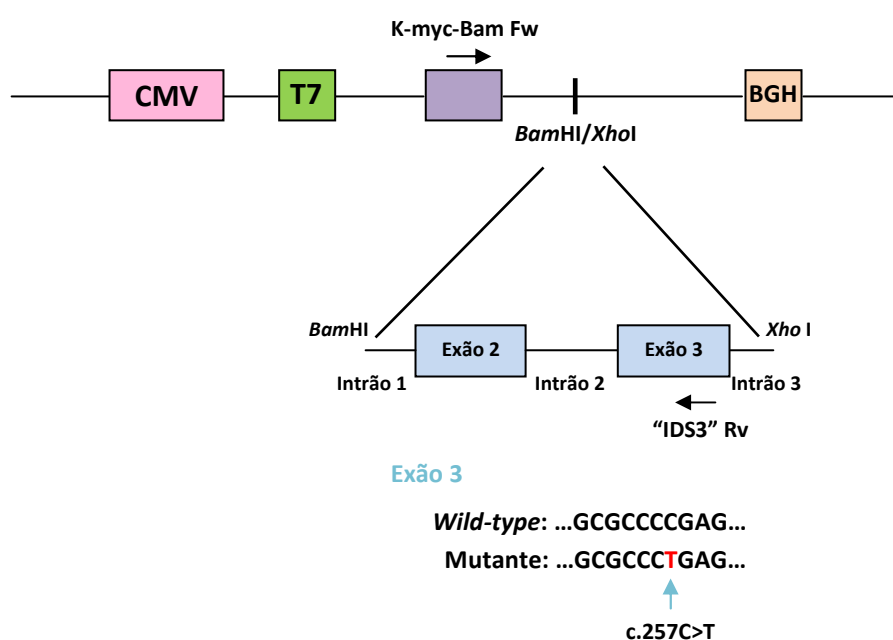 K-myc-Bam Fw
CMV
T7
BGH
BamHI/XhoI
BamHI
Xho I
Exão 2
Exão 3
Intrão 1
Intrão 2
Intrão 3
“IDS3” Rv
Exão 3
Wild-type: ...GCGCCCCGAG...
Mutante: ...GCGCCCTGAG...
c.257C>T